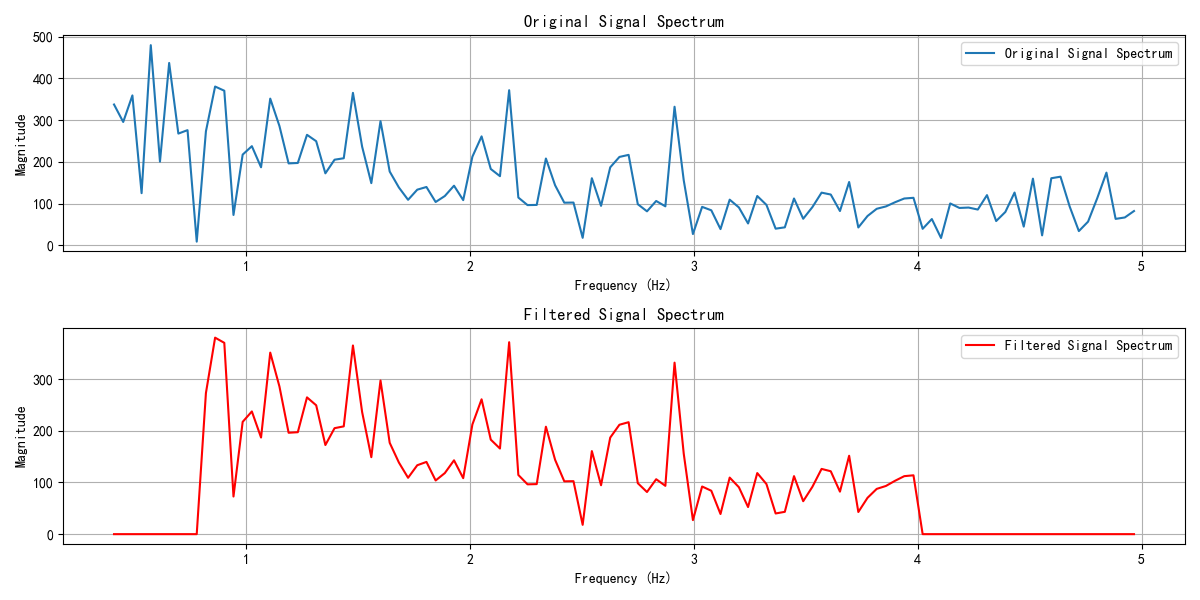 Original Signal Spectrum
500
400
300
200
100
0
Magnitude
Original Signal Spectrum
1 2 3 4 5
Frequency (Hz)
Filtered Signal Spectrum
300
200
100
0
Magnitude
Filtered Signal Spectrum
1 2 3 4 5
Frequency (Hz)